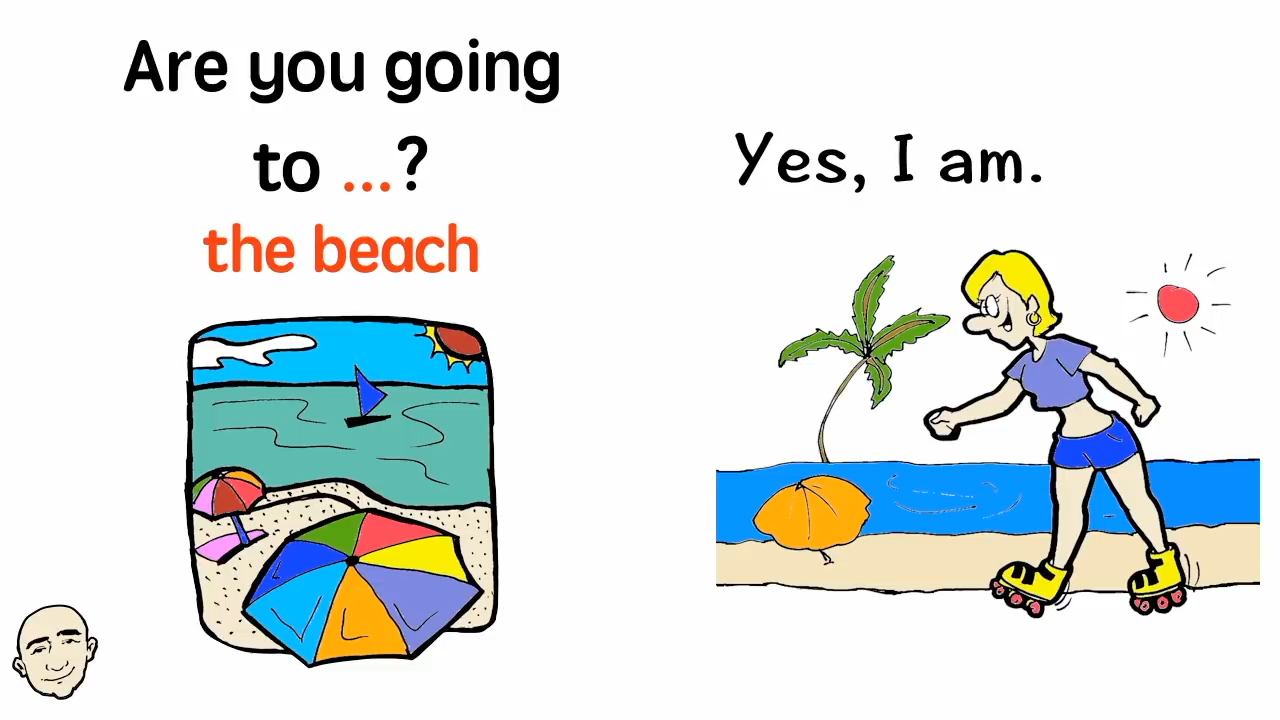 Are you going
to ...?
the beach
Yes, I am.